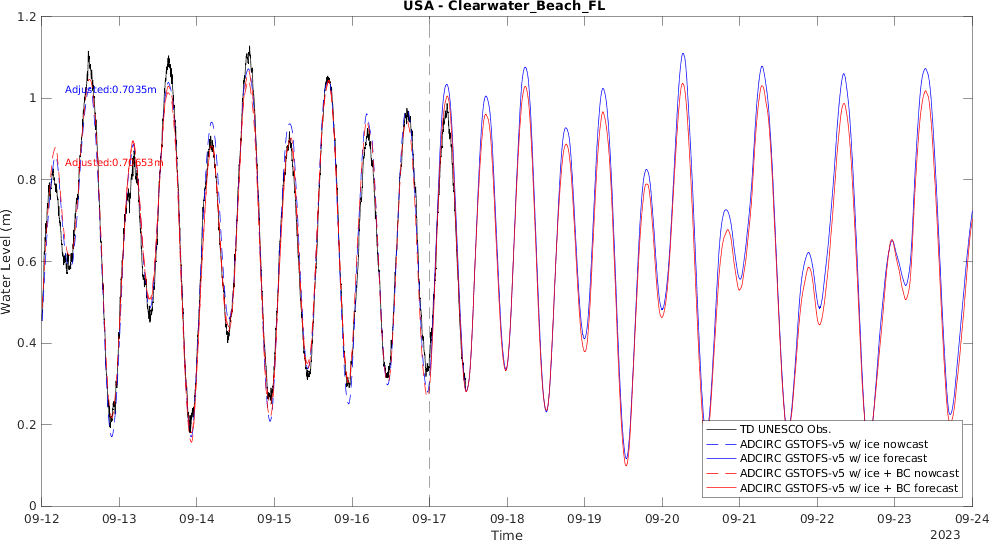 USA - Clearwater_Beach_FL
1.2
1
0.8
0.6
0.4
0.2
0
Water Level (m)
Adjusted:0.7035m
TD UNESCO Obs.
ADCIRC GSTOFS-v5 w/ ice nowcast
ADCIRC GSTOFS-v5 w/ ice forecast
ADCIRC GSTOFS-v5 w/ ice + BC nowcast
ADCIRC GSTOFS-v5 w/ ice + BC forecast
09-12 09-13 09-14 09-15 09-16 09-17 09-18 09-19 09-20 09-21 09-22 09-23 09-24
Time
2023